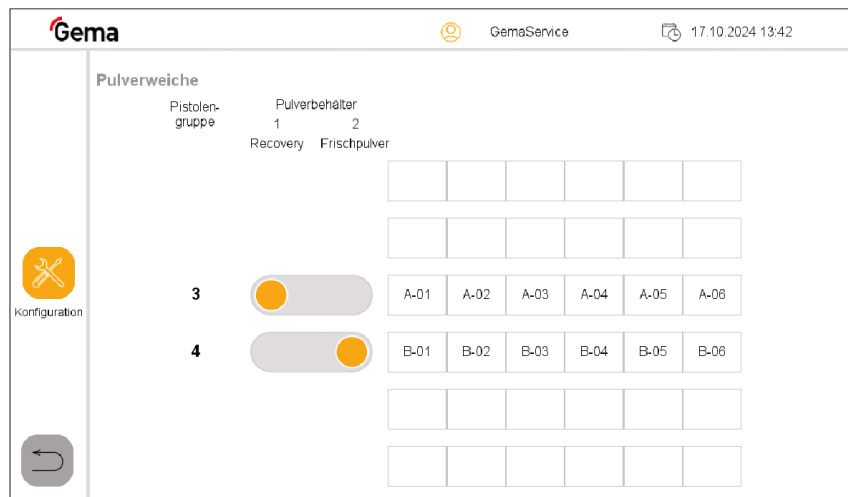 Gema
GemaService
17.10.2024 13:42
Pulverweiche
Pistolen-
gruppe
Pulverbehälter
1 2
Recovery Frischpulver
3 A-01 A-02 A-03 A-04 A-05 A-06
Konfiguration
4 B-01 B-02 B-03 B-04 B-05 B-06